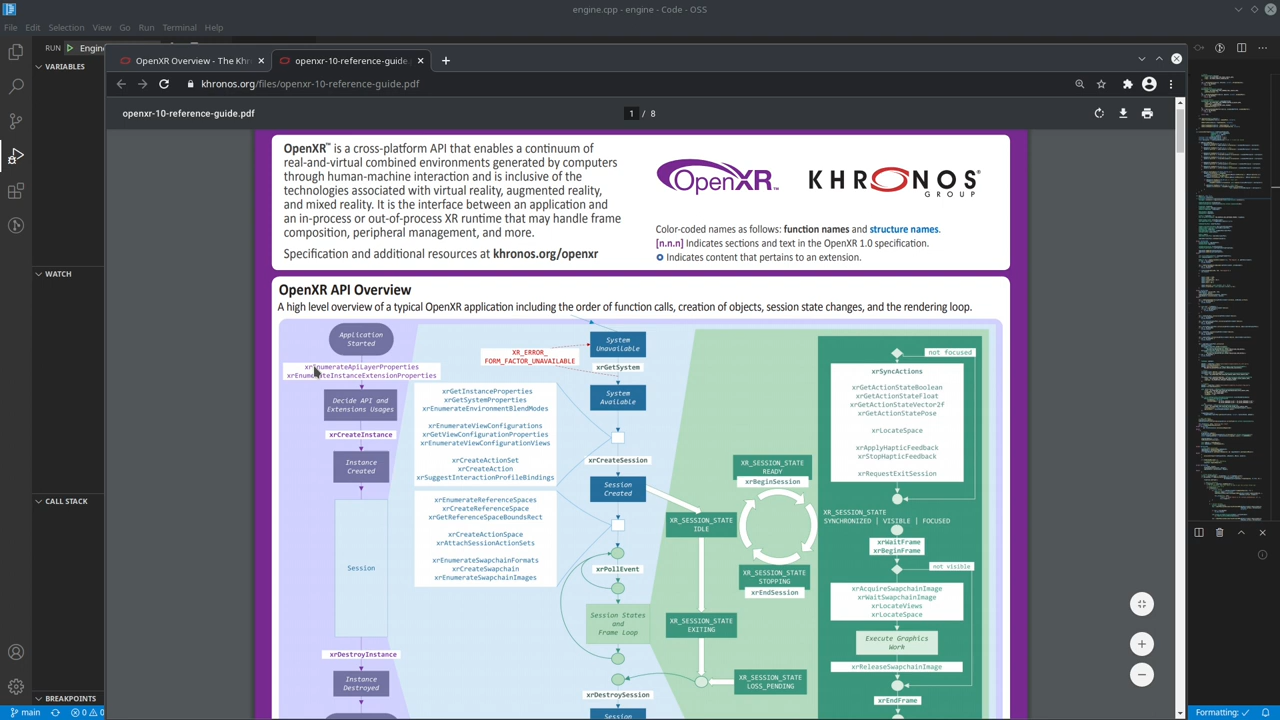 engine.cpp - engine - Code - OSS
File Edit Selection View Go Run Terminal Help
RUN Engin
VARIABLES
WATCH
CALL STACK
BREAKPOINTS
main 0 0
Formatting:
OpenXR Overview - The Khr
openxr-10-reference-guide.
khronos.org/files/openxr-10-reference-guide.pdf
openxr-10-reference-guide.pdf
1 / 8
OpenXR™ is a cross-platform API that enables a continuum of
real-and-virtual combined environments generated by computers
through human-machine interaction and is inclusive of the
technologies associated with virtual reality, augmented reality,
and mixed reality. It is the interface between an application and
an in-process or out-of-process XR runtime that may handle frame
composition, peripheral management, and more.
Specification and additional resources at khronos.org/openxr
OpenXR™
KHRONOS
GROUP
Color-coded names as follows: function names and structure names.
[n.n.n] Indicates sections and text in the OpenXR 1.0 specification.
Indicates content that pertains to an extension.
OpenXR API Overview
A high level overview of a typical OpenXR application including the order of function calls, creation of objects, session state changes, and the rendering loop.
Application
Started
xrEnumerateApiLayerProperties
xrEnumerateInstanceExtensionProperties
Decide API and
Extensions Usages
xrCreateInstance
Instance
Created
Session
xrDestroyInstance
Instance
Destroyed
XR_ERROR_
FORM_FACTOR_UNAVAILABLE
System
Unavailable
xrGetSystem
System
Available
xrGetInstanceProperties
xrGetSystemProperties
xrEnumerateEnvironmentBlendModes
xrEnumerateViewConfigurations
xrGetViewConfigurationProperties
xrEnumerateViewConfigurationViews
xrCreateActionSet
xrCreateAction
xrSuggestInteractionProfileBindings
xrCreateSession
Session
Created
xrEnumerateReferenceSpaces
xrCreateReferenceSpace
xrGetReferenceSpaceBoundsRect
xrCreateActionSpace
xrAttachSessionActionSets
xrEnumerateSwapchainFormats
xrCreateSwapchain
xrEnumerateSwapchainImages
xrPollEvent
Session States
and
Frame Loop
xrDestroySession
Session
XR_SESSION_STATE
READY
xrBeginSession
XR_SESSION_STATE
IDLE
XR_SESSION_STATE
STOPPING
xrEndSession
XR_SESSION_STATE
EXITING
XR_SESSION_STATE
LOSS_PENDING
not focused
xrSyncActions
xrGetActionStateBoolean
xrGetActionStateFloat
xrGetActionStateVector2f
xrGetActionStatePose
xrLocateSpace
xrApplyHapticFeedback
xrStopHapticFeedback
xrRequestExitSession
XR_SESSION_STATE
SYNCHRONIZED | VISIBLE | FOCUSED
xrWaitFrame
xrBeginFrame
not visible
xrAcquireSwapchainImage
xrWaitSwapchainImage
xrLocateViews
xrLocateSpace
Execute Graphics
Work
xrReleaseSwapchainImage
xrEndFrame